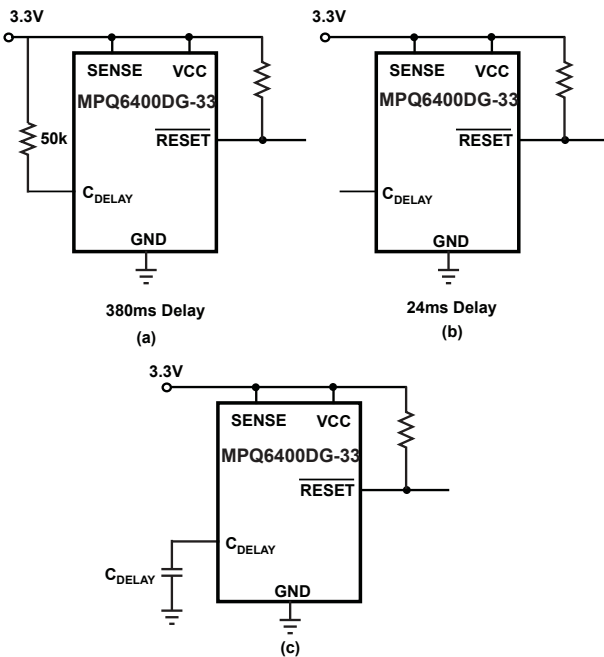 3.3V
SENSE VCC
MPQ6400DG-33
50k
RESET
CDELAY
GND
380ms Delay
(a)
3.3V
SENSE VCC
MPQ6400DG-33
RESET
CDELAY
GND
24ms Delay
(b)
3.3V
SENSE VCC
MPQ6400DG-33
RESET
CDELAY
CDELAY
GND
(c)